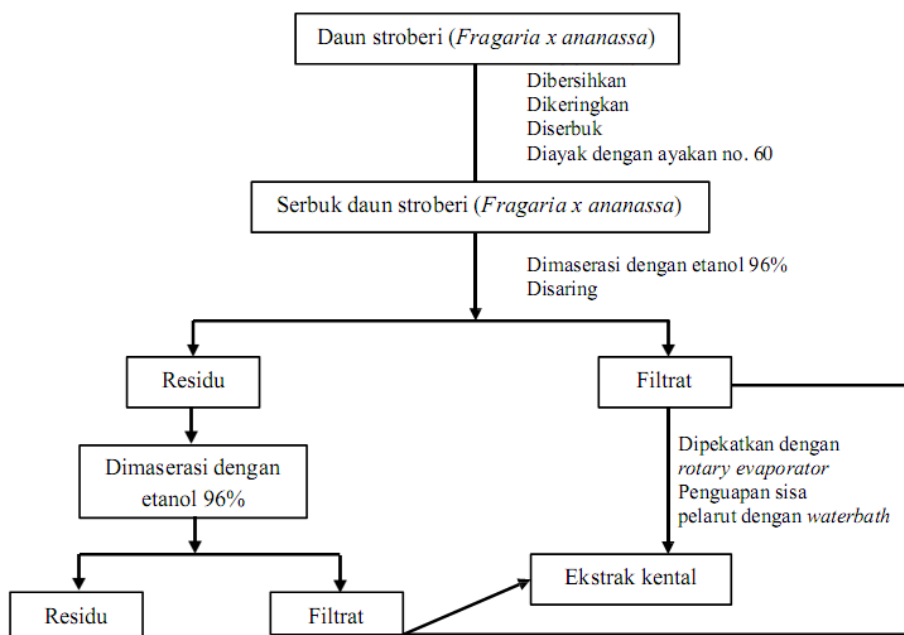 Daun stroberi (Fragaria x ananassa)
Dibersihkan
Dikeringkan
Diserbuk
Diayak dengan ayakan no. 60
Serbuk daun stroberi (Fragaria x ananassa)
Dimaserasi dengan etanol 96%
Disaring
Residu
Filtrat
Dimaserasi dengan
etanol 96%
Dipekatkan dengan
rotary evaporator
Penguapan sisa
pelarut dengan waterbath
Residu
Filtrat
Ekstrak kental